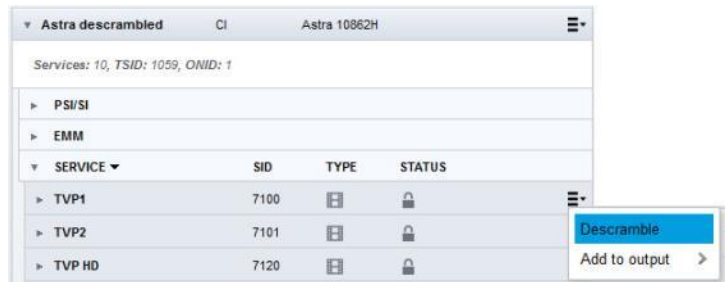 Astra descrambled CI Astra 10862H
Services: 10, TSID: 1059, ONID: 1
PSI/SI
EMM
SERVICE SID TYPE STATUS
TVP1 7100
TVP2 7101
TVP HD 7120
Descramble
Add to output